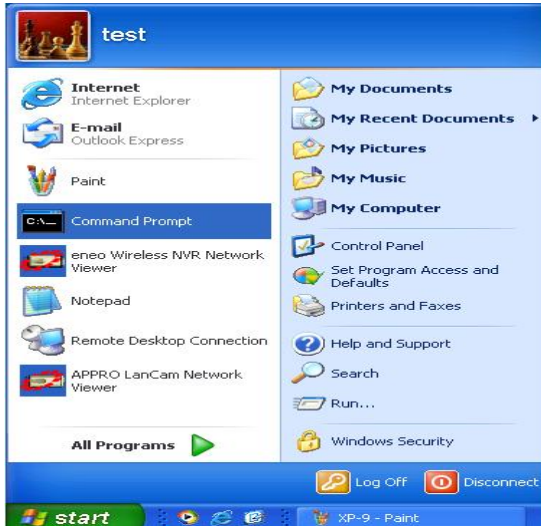 test
Internet
Internet Explorer
E-mail
Outlook Express
Paint
C:\_
Command Prompt
eneo Wireless NVR Network
Viewer
Notepad
Remote Desktop Connection
APPRO LanCam Network
Viewer
All Programs
My Documents
My Recent Documents
My Pictures
My Music
My Computer
Control Panel
Set Program Access and
Defaults
Printers and Faxes
Help and Support
Search
Run...
Windows Security
Log Off
Disconnect
start
XP-9 - Paint